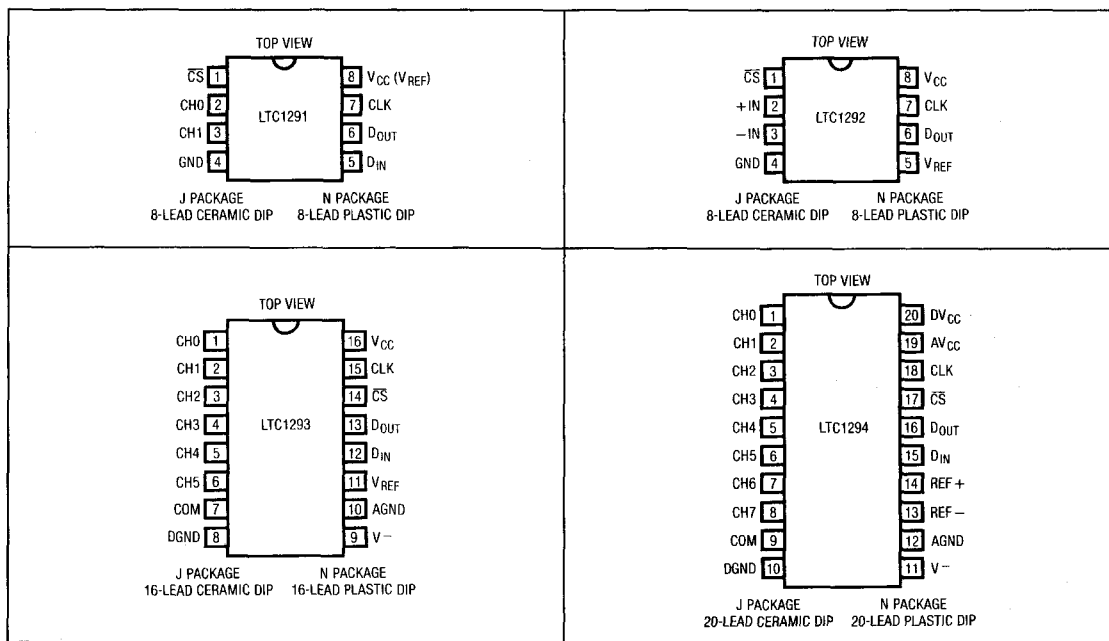 TOP VIEW
CS 1 8 VCC (VREF)
CH0 2 7 CLK
LTC1291
CH1 3 6 DOUT
GND 4 5 DIN
J PACKAGE N PACKAGE
8-LEAD CERAMIC DIP 8-LEAD PLASTIC DIP
TOP VIEW
CS 1 8 VCC
+IN 2 7 CLK
LTC1292
−IN 3 6 DOUT
GND 4 5 VREF
J PACKAGE N PACKAGE
8-LEAD CERAMIC DIP 8-LEAD PLASTIC DIP
TOP VIEW
CH0 1 16 VCC
CH1 2 15 CLK
CH2 3 14 CS
CH3 4 LTC1293 13 DOUT
CH4 5 12 DIN
CH5 6 11 VREF
COM 7 10 AGND
DGND 8 9 V−
J PACKAGE N PACKAGE
16-LEAD CERAMIC DIP 16-LEAD PLASTIC DIP
TOP VIEW
CH0 1 20 DVCC
CH1 2 19 AVCC
CH2 3 18 CLK
CH3 4 17 CS
CH4 5 LTC1294 16 DOUT
CH5 6 15 DIN
CH6 7 14 REF+
CH7 8 13 REF−
COM 9 12 AGND
DGND 10 11 V−
J PACKAGE N PACKAGE
20-LEAD CERAMIC DIP 20-LEAD PLASTIC DIP